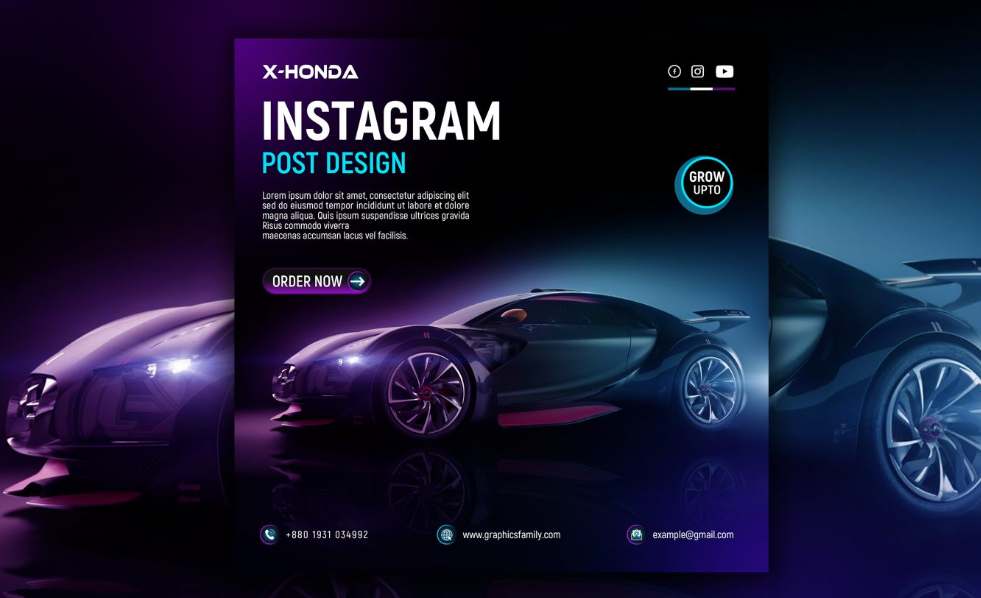 X-HONDA
INSTAGRAM
POST DESIGN
Lorem ipsum dolor sit amet, consectetur adipiscing elit
sed do eiusmod tempor incididunt ut labore et dolore
magna aliqua. Quis ipsum suspendisse ultrices gravida
Risus commodo viverra
maecenas accumsan lacus vel facilisis.
GROW
UPTO
ORDER NOW
+880 1931 034992
www.graphicsfamily.com
example@gmail.com